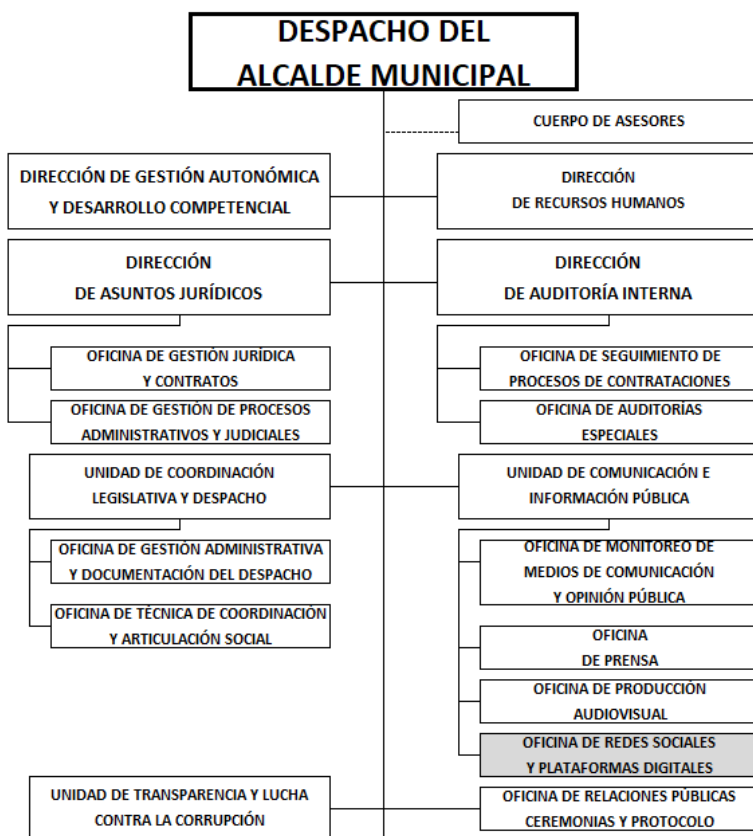 DESPACHO DEL
ALCALDE MUNICIPAL
CUERPO DE ASESORES
DIRECCIÓN DE GESTIÓN AUTONÓMICA
Y DESARROLLO COMPETENCIAL
DIRECCIÓN
DE RECURSOS HUMANOS
DIRECCIÓN
DE ASUNTOS JURÍDICOS
DIRECCIÓN
DE AUDITORÍA INTERNA
OFICINA DE GESTIÓN JURÍDICA
Y CONTRATOS
OFICINA DE SEGUIMIENTO DE
PROCESOS DE CONTRATACIONES
OFICINA DE GESTIÓN DE PROCESOS
ADMINISTRATIVOS Y JUDICIALES
OFICINA DE AUDITORÍAS
ESPECIALES
UNIDAD DE COORDINACIÓN
LEGISLATIVA Y DESPACHO
UNIDAD DE COMUNICACIÓN E
INFORMACIÓN PÚBLICA
OFICINA DE GESTIÓN ADMINISTRATIVA
Y DOCUMENTACIÓN DEL DESPACHO
OFICINA DE MONITOREO DE
MEDIOS DE COMUNICACIÓN
Y OPINIÓN PÚBLICA
OFICINA DE TÉCNICA DE COORDINACIÓN
Y ARTICULACIÓN SOCIAL
OFICINA
DE PRENSA
OFICINA DE PRODUCCIÓN
AUDIOVISUAL
OFICINA DE REDES SOCIALES
Y PLATAFORMAS DIGITALES
UNIDAD DE TRANSPARENCIA Y LUCHA
CONTRA LA CORRUPCIÓN
OFICINA DE RELACIONES PÚBLICAS
CEREMONIAS Y PROTOCOLO